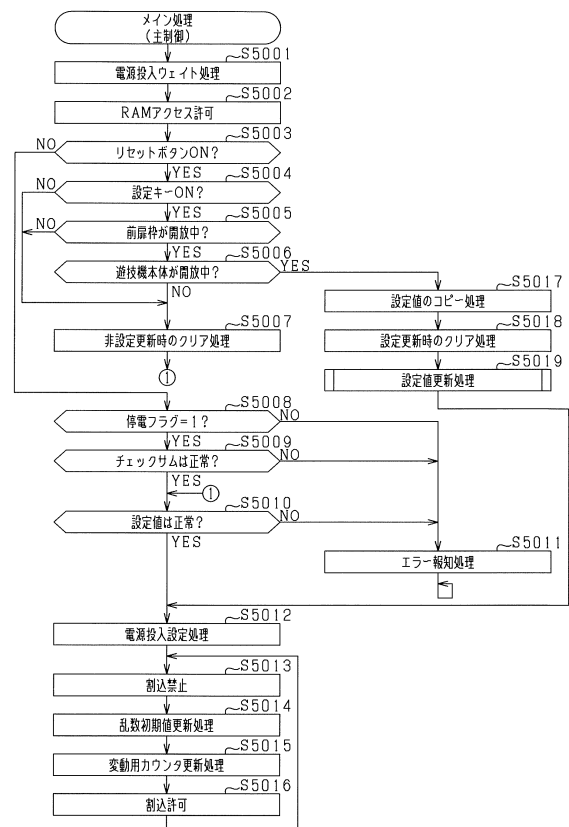 メイン処理
(主制御)
S5001
電源投入ウェイト処理
S5002
RAMアクセス許可
S5003
リセットボタンON?
NO
YES
S5004
設定キーON?
NO
YES
S5005
前扉枠が開放中?
NO
YES
S5006
遊技機本体が開放中?
YES
NO
S5017
設定値のコピー処理
S5007
非設定更新時のクリア処理
①
S5018
設定更新時のクリア処理
S5019
設定値更新処理
S5008
停電フラグ=1?
NO
YES
S5009
チェックサムは正常?
NO
YES
①
S5010
設定値は正常?
NO
YES
S5011
エラー報知処理
S5012
電源投入設定処理
S5013
割込禁止
S5014
乱数初期値更新処理
S5015
変動用カウンタ更新処理
S5016
割込許可